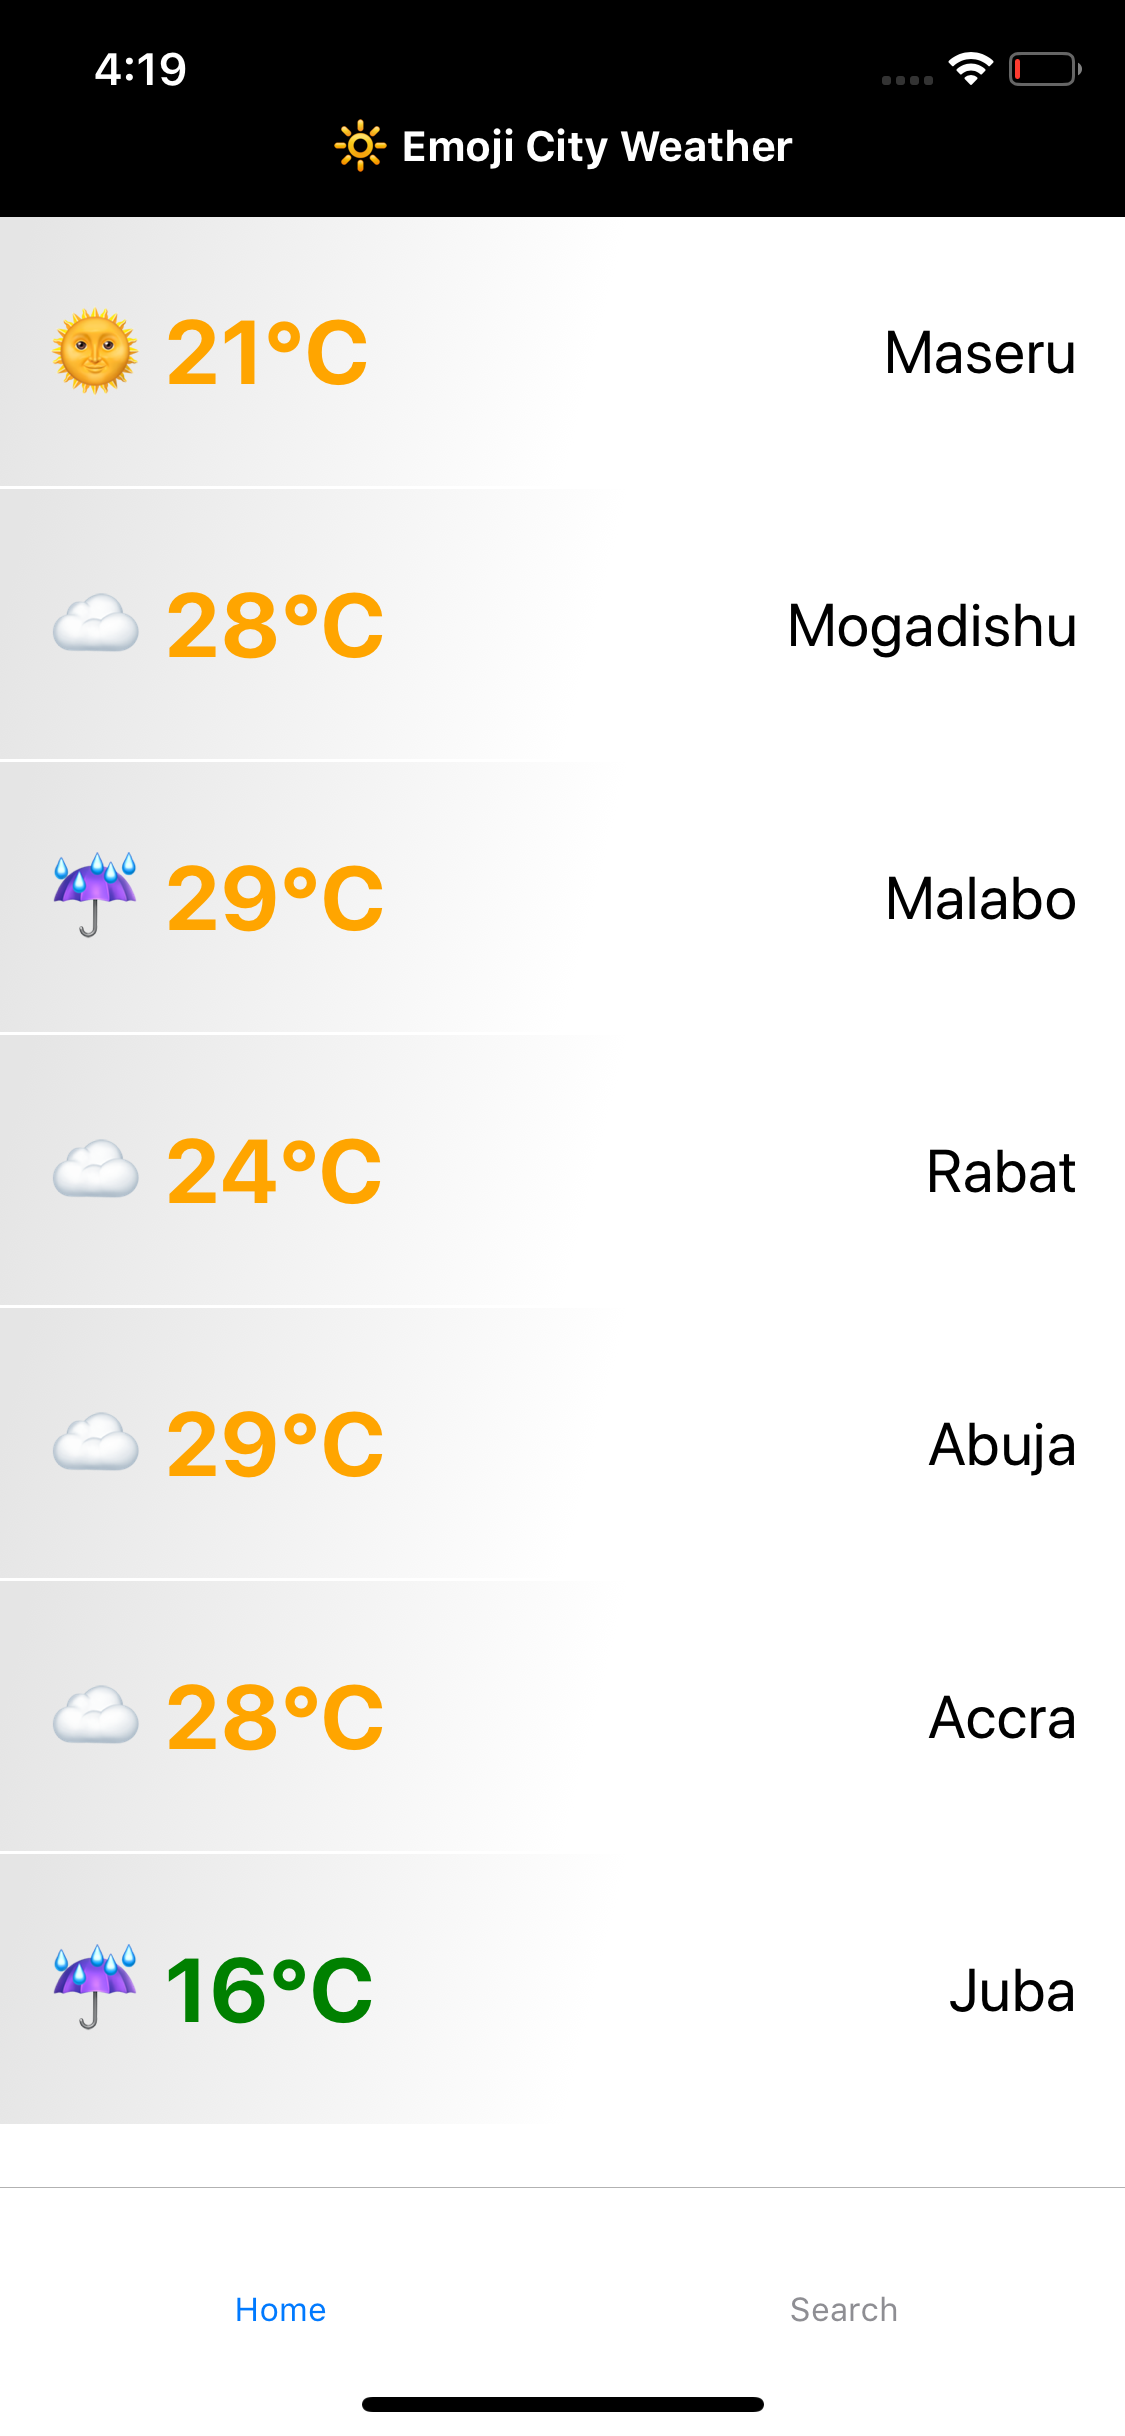 4:19
🔆 Emoji City Weather
🌞 21°C Maseru
☁️ 28°C Mogadishu
☔ 29°C Malabo
☁️ 24°C Rabat
☁️ 29°C Abuja
☁️ 28°C Accra
☔ 16°C Juba
Home Search